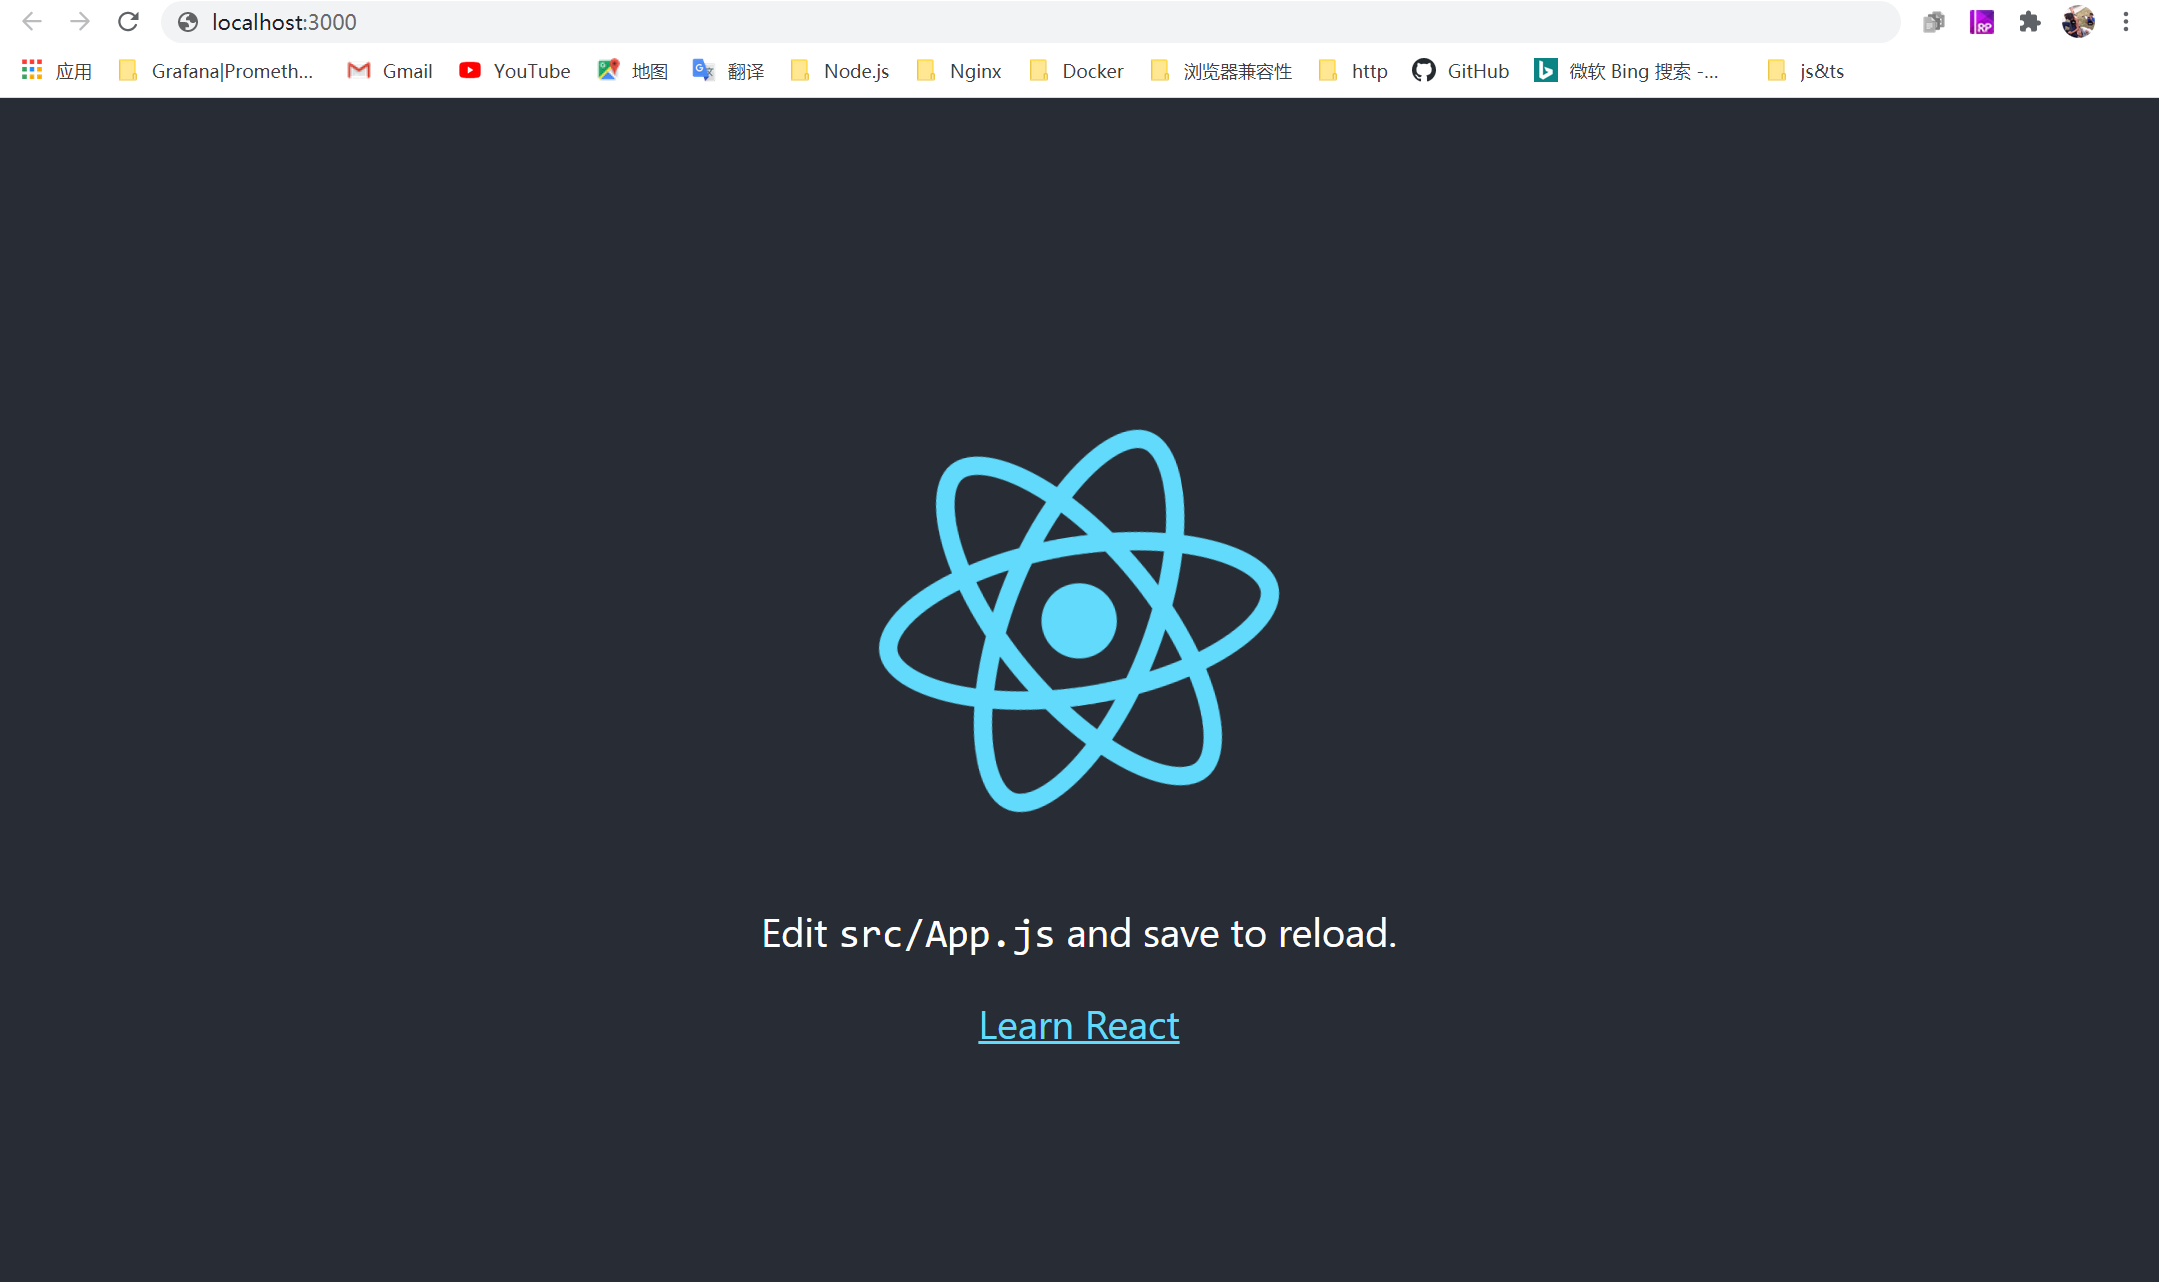 localhost:3000
应用 Grafana|Prometh... Gmail YouTube 地图 翻译 Node.js Nginx Docker 浏览器兼容性 http GitHub 微软 Bing 搜索 -... js&ts
RP
Edit src/App.js and save to reload.
Learn React